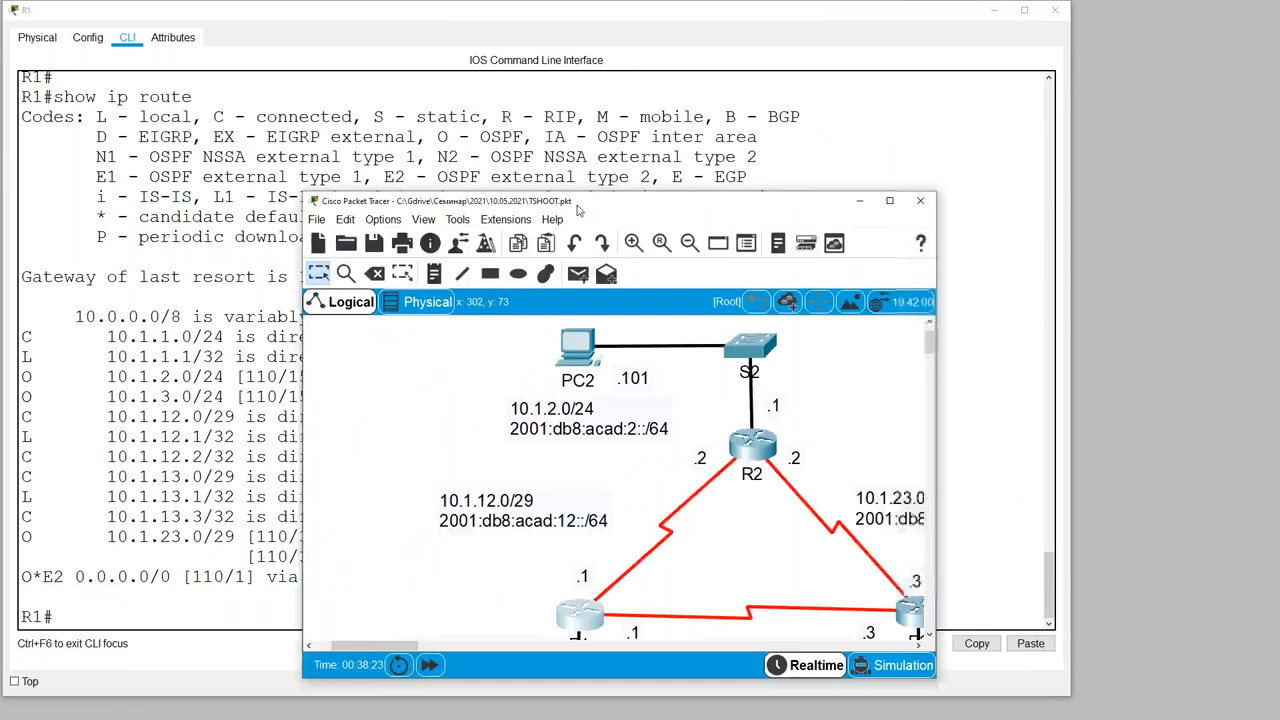 R1
Physical Config CLI Attributes
IOS Command Line Interface
R1#
R1#show ip route
Codes: L - local, C - connected, S - static, R - RIP, M - mobile, B - BGP
D - EIGRP, EX - EIGRP external, O - OSPF, IA - OSPF inter area
N1 - OSPF NSSA external type 1, N2 - OSPF NSSA external type 2
E1 - OSPF external type 1, E2 - OSPF external type 2, E - EGP
i - IS-IS, L1 - IS-
* - candidate defau
P - periodic downlo
Gateway of last resort is
10.0.0.0/8 is variabl
C 10.1.1.0/24 is dire
L 10.1.1.1/32 is dire
O 10.1.2.0/24 [110/15
O 10.1.3.0/24 [110/15
C 10.1.12.0/29 is di
L 10.1.12.1/32 is di
C 10.1.12.2/32 is di
C 10.1.13.0/29 is di
L 10.1.13.1/32 is di
C 10.1.13.3/32 is di
O 10.1.23.0/29 [110/
[110/
O*E2 0.0.0.0/0 [110/1] via
R1#
Ctrl+F6 to exit CLI focus
Copy Paste
Top
Cisco Packet Tracer - C:\Gdrive\Семинар\2021\10.05.2021\TSHOOT.pkt
File Edit Options View Tools Extensions Help
Logical Physical x: 302, y: 73 [Root] 19:42:00
PC2
.101
S2
10.1.2.0/24
2001:db8:acad:2::/64
.1
.2
.2
R2
10.1.12.0/29
2001:db8:acad:12::/64
10.1.23.0
2001:db8
.1
.3
.1
.3
Time: 00:38:23
Realtime Simulation